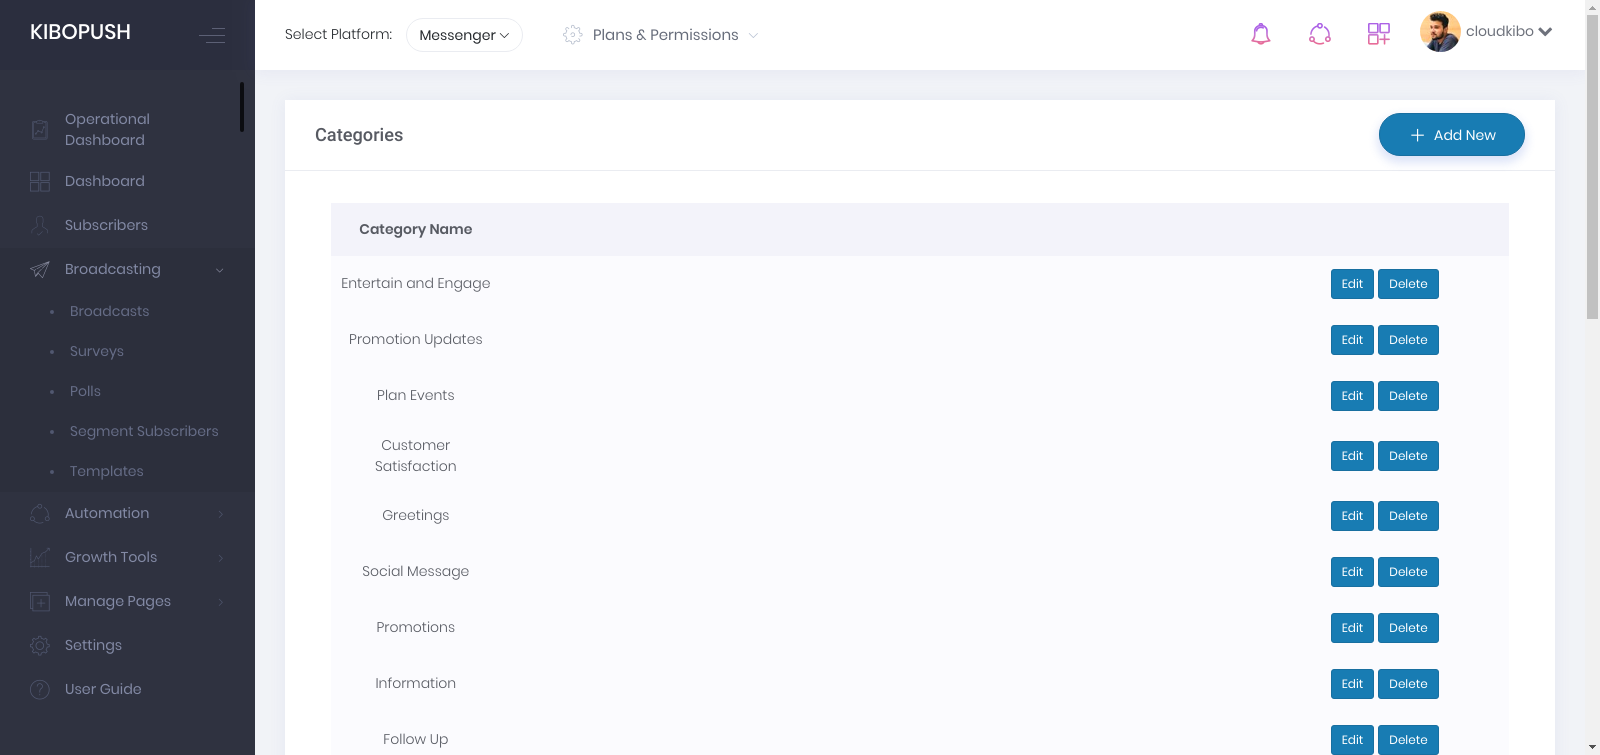 KIBOPUSH
Select Platform:
Messenger
Plans & Permissions
cloudkibo
Operational
Dashboard
Dashboard
Subscribers
Broadcasting
Broadcasts
Surveys
Polls
Segment Subscribers
Templates
Automation
Growth Tools
Manage Pages
Settings
User Guide
Categories
Add New
Category Name
Entertain and Engage Edit Delete
Promotion Updates Edit Delete
Plan Events Edit Delete
Customer
Satisfaction Edit Delete
Greetings Edit Delete
Social Message Edit Delete
Promotions Edit Delete
Information Edit Delete
Follow Up Edit Delete